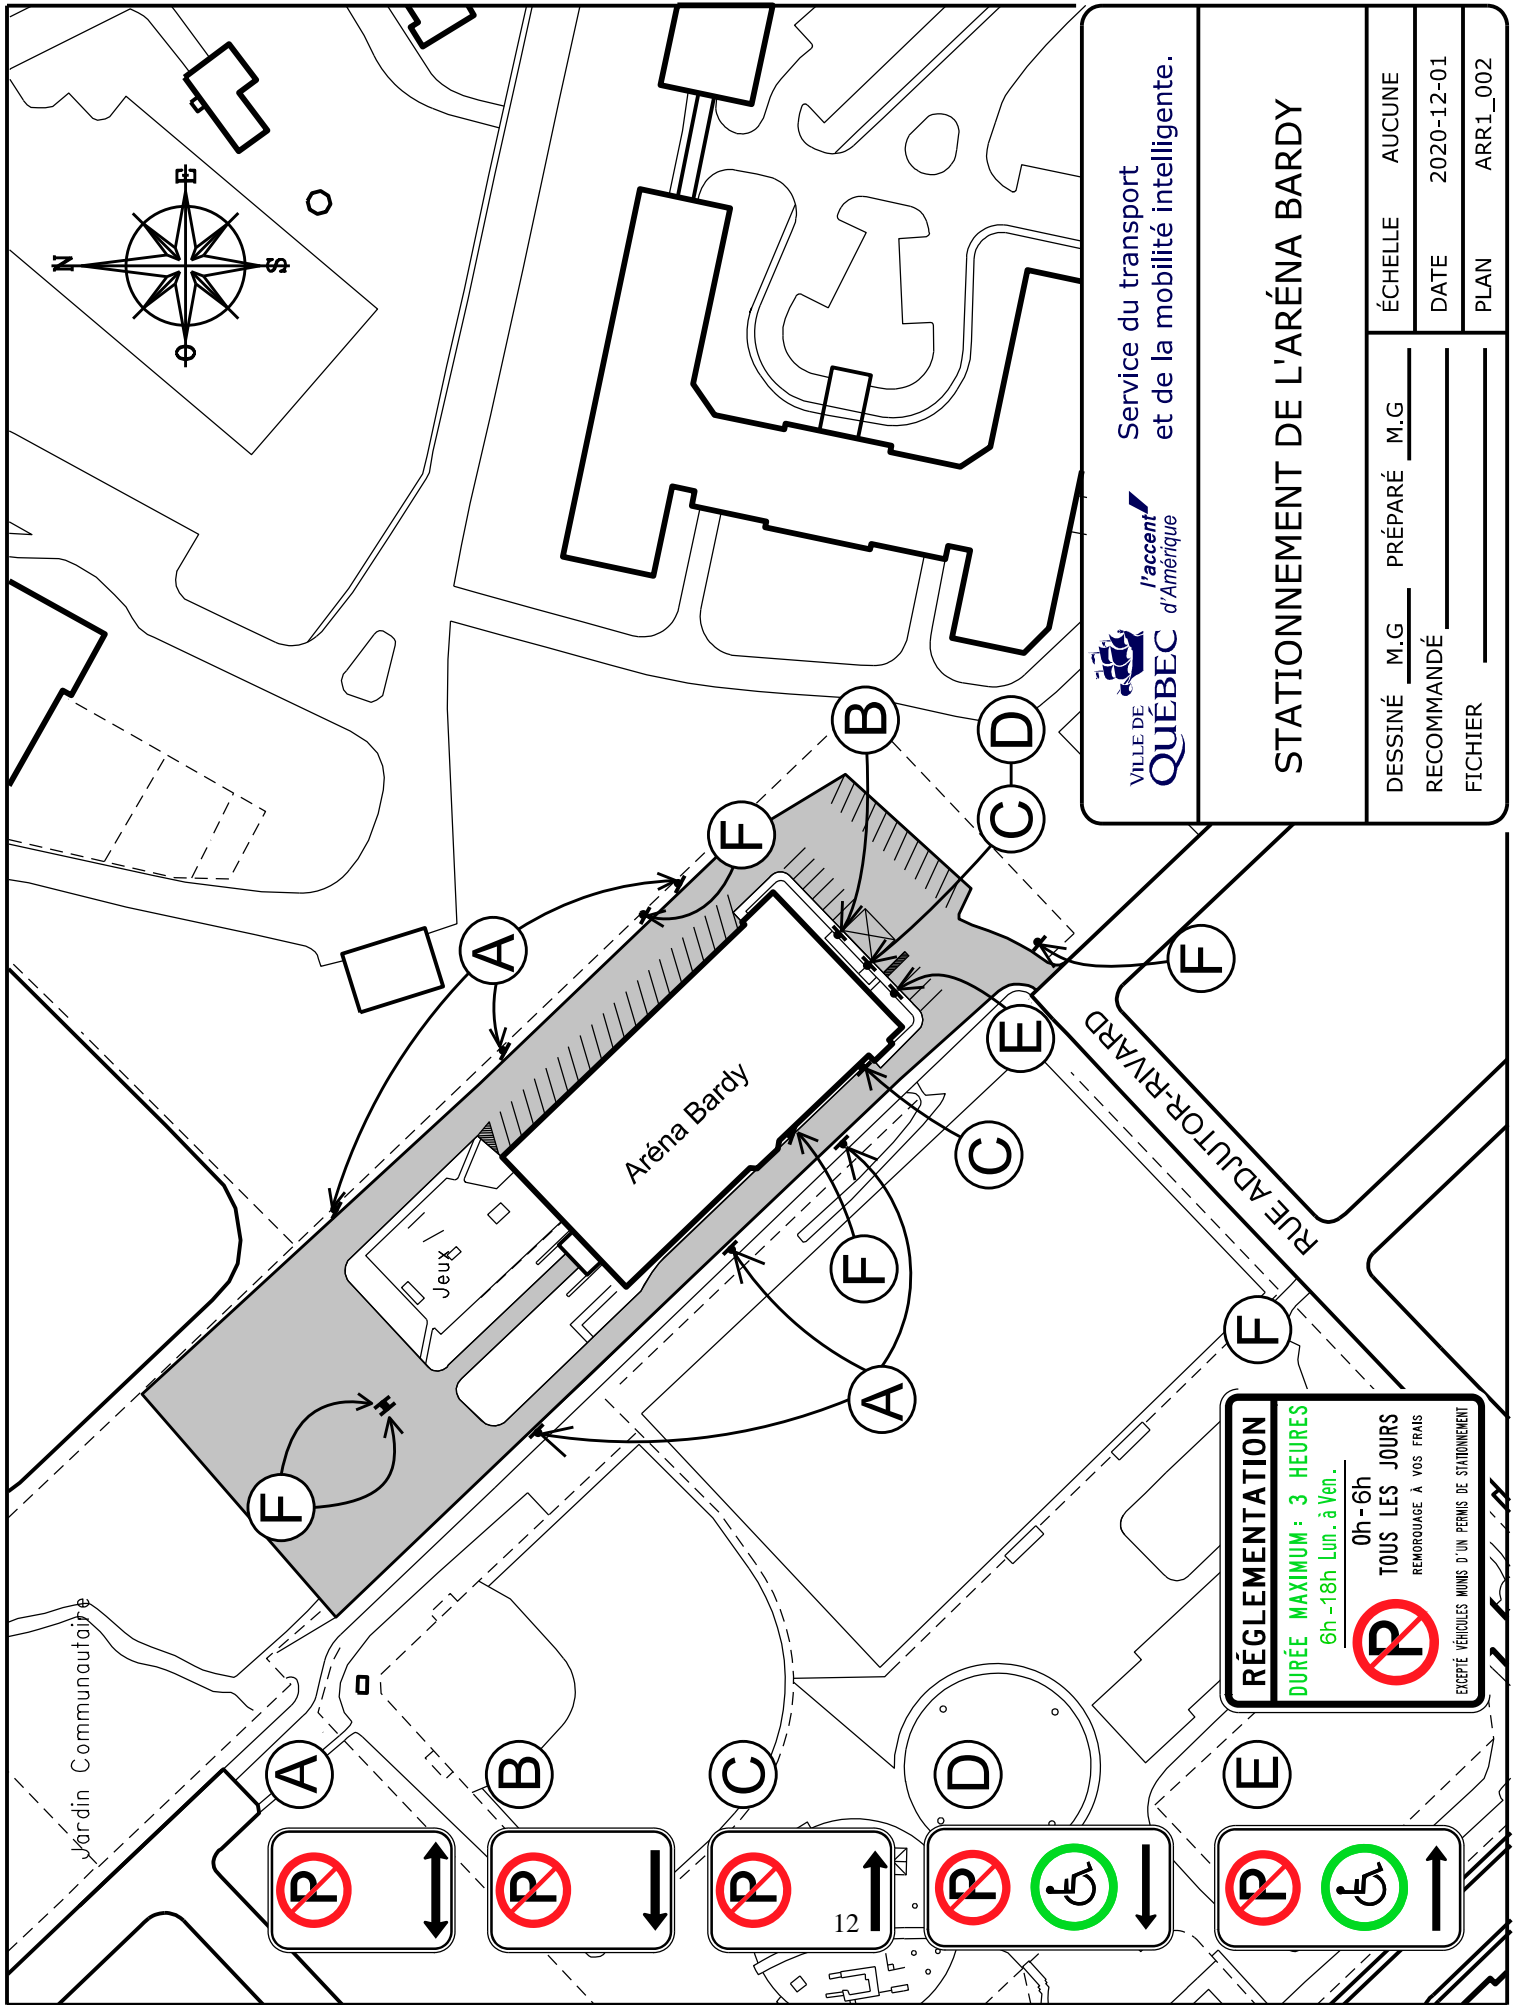 N
E
S
O
Jardin Communautaire
Jeux
Aréna Bardy
RUE ADJUTOR-RIVARD
A
A
B
C
D
C
E
F
F
F
F
A
P
B
P
C
P
12
D
P
E
P
F
RÉGLEMENTATION
DURÉE MAXIMUM: 3 HEURES
6h-18h Lun. à Ven.
P
0h-6h
TOUS LES JOURS
REMORQUAGE À VOS FRAIS
EXCEPTÉ VÉHICULES MUNIS D'UN PERMIS DE STATIONNEMENT
VILLE DE
QUÉBEC
l'accent
d'Amérique
Service du transport
et de la mobilité intelligente.
STATIONNEMENT DE L'ARÉNA BARDY
DESSINÉ M.G PRÉPARÉ M.G
RECOMMANDÉ
FICHIER
ÉCHELLE AUCUNE
DATE 2020-12-01
PLAN ARR1_002